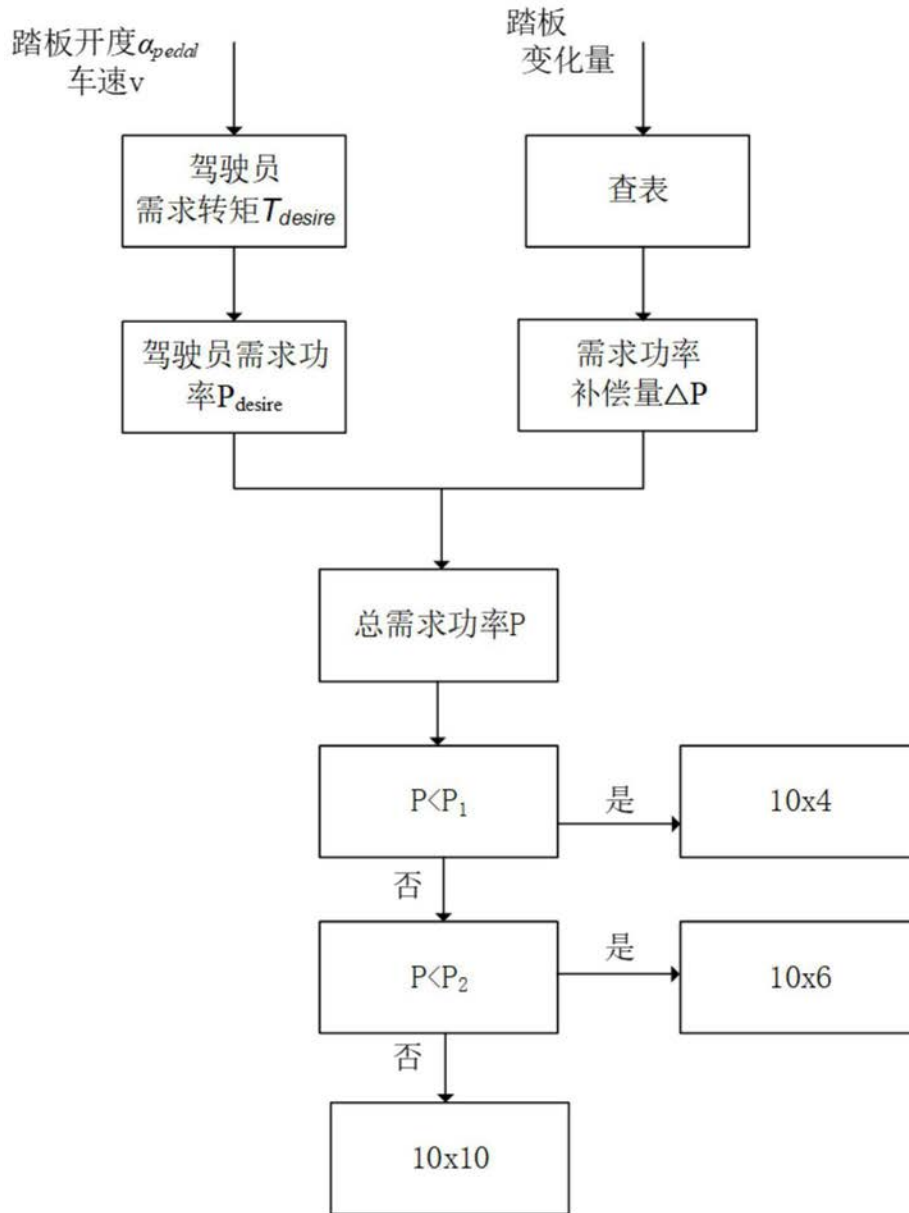 踏板开度αpedal
车速v
踏板
变化量
驾驶员
需求转矩Tdesire
查表
驾驶员需求功
率Pdesire
需求功率
补偿量△P
总需求功率P
P<P1
是
10x4
否
P<P2
是
10x6
否
10x10